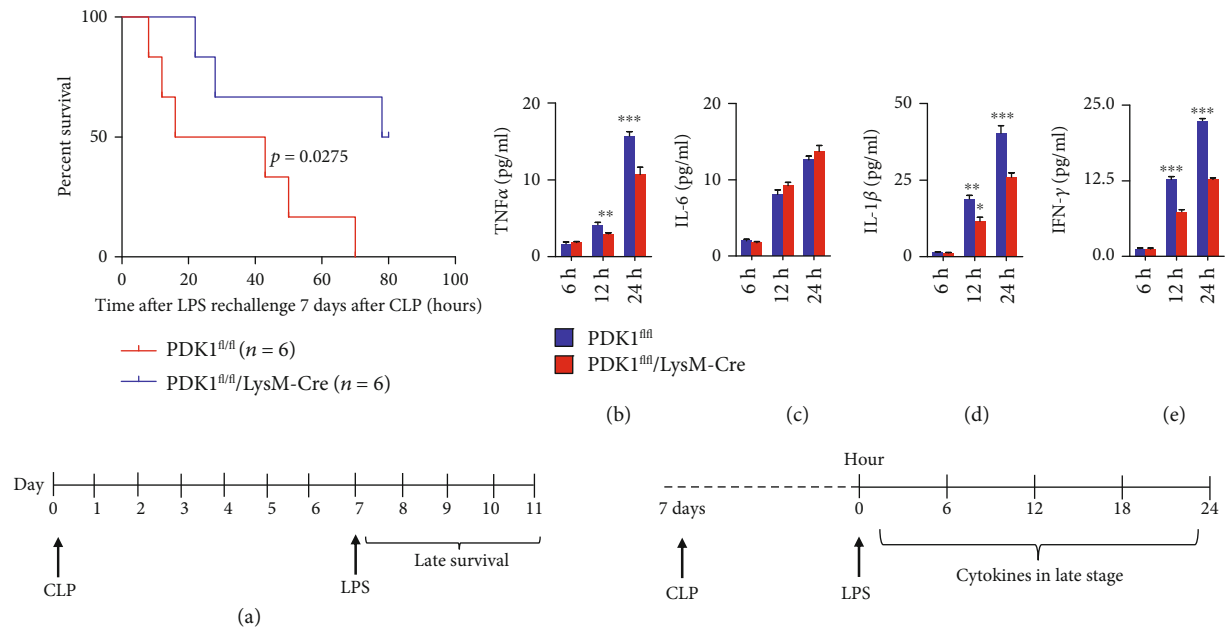 100
50
0
Percent survival
p = 0.0275
0 20 40 60 80 100
Time after LPS rechallenge 7 days after CLP (hours)
PDK1fl/fl (n = 6)
PDK1fl/fl/LysM-Cre (n = 6)
20
10
0
TNFα (pg/ml)
**
***
6 h
12 h
24 h
20
15
10
5
0
IL-6 (pg/ml)
6 h
12 h
24 h
50
25
0
IL-1β (pg/ml)
**
*
***
6 h
12 h
24 h
25.0
12.5
0.0
IFN-γ (pg/ml)
***
***
6 h
12 h
24 h
PDK1flfl
PDK1flfl/LysM-Cre
(b) (c) (d) (e)
Day
0 1 2 3 4 5 6 7 8 9 10 11
Late survival
CLP
LPS
(a)
Hour
7 days 0 6 12 18 24
Cytokines in late stage
CLP
LPS